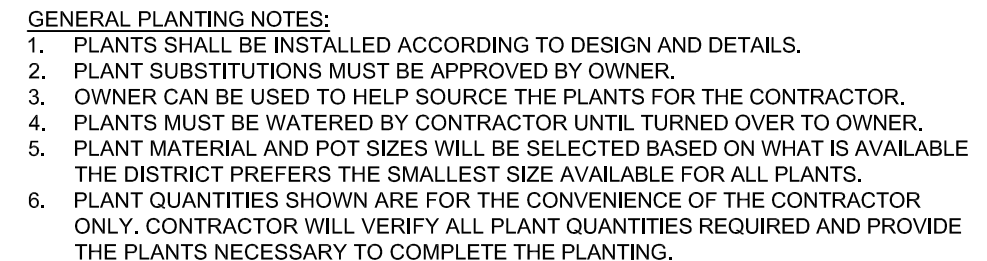 GENERAL PLANTING NOTES:
1. PLANTS SHALL BE INSTALLED ACCORDING TO DESIGN AND DETAILS.
2. PLANT SUBSTITUTIONS MUST BE APPROVED BY OWNER.
3. OWNER CAN BE USED TO HELP SOURCE THE PLANTS FOR THE CONTRACTOR.
4. PLANTS MUST BE WATERED BY CONTRACTOR UNTIL TURNED OVER TO OWNER.
5. PLANT MATERIAL AND POT SIZES WILL BE SELECTED BASED ON WHAT IS AVAILABLE
THE DISTRICT PREFERS THE SMALLEST SIZE AVAILABLE FOR ALL PLANTS.
6. PLANT QUANTITIES SHOWN ARE FOR THE CONVENIENCE OF THE CONTRACTOR
ONLY. CONTRACTOR WILL VERIFY ALL PLANT QUANTITIES REQUIRED AND PROVIDE
THE PLANTS NECESSARY TO COMPLETE THE PLANTING.